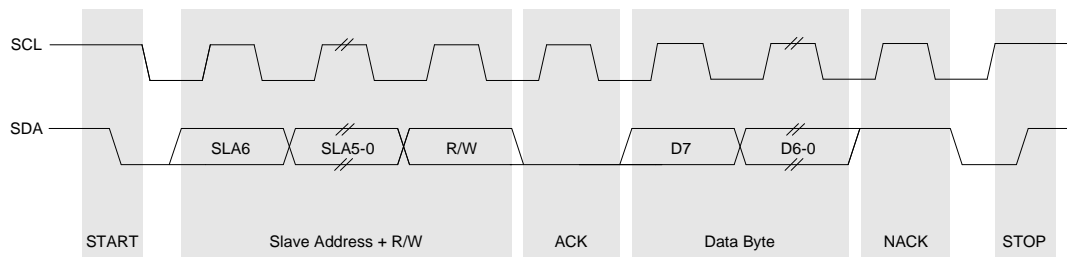 SCL
SDA
SLA6 SLA5-0 R/W D7 D6-0
START Slave Address + R/W ACK Data Byte NACK STOP